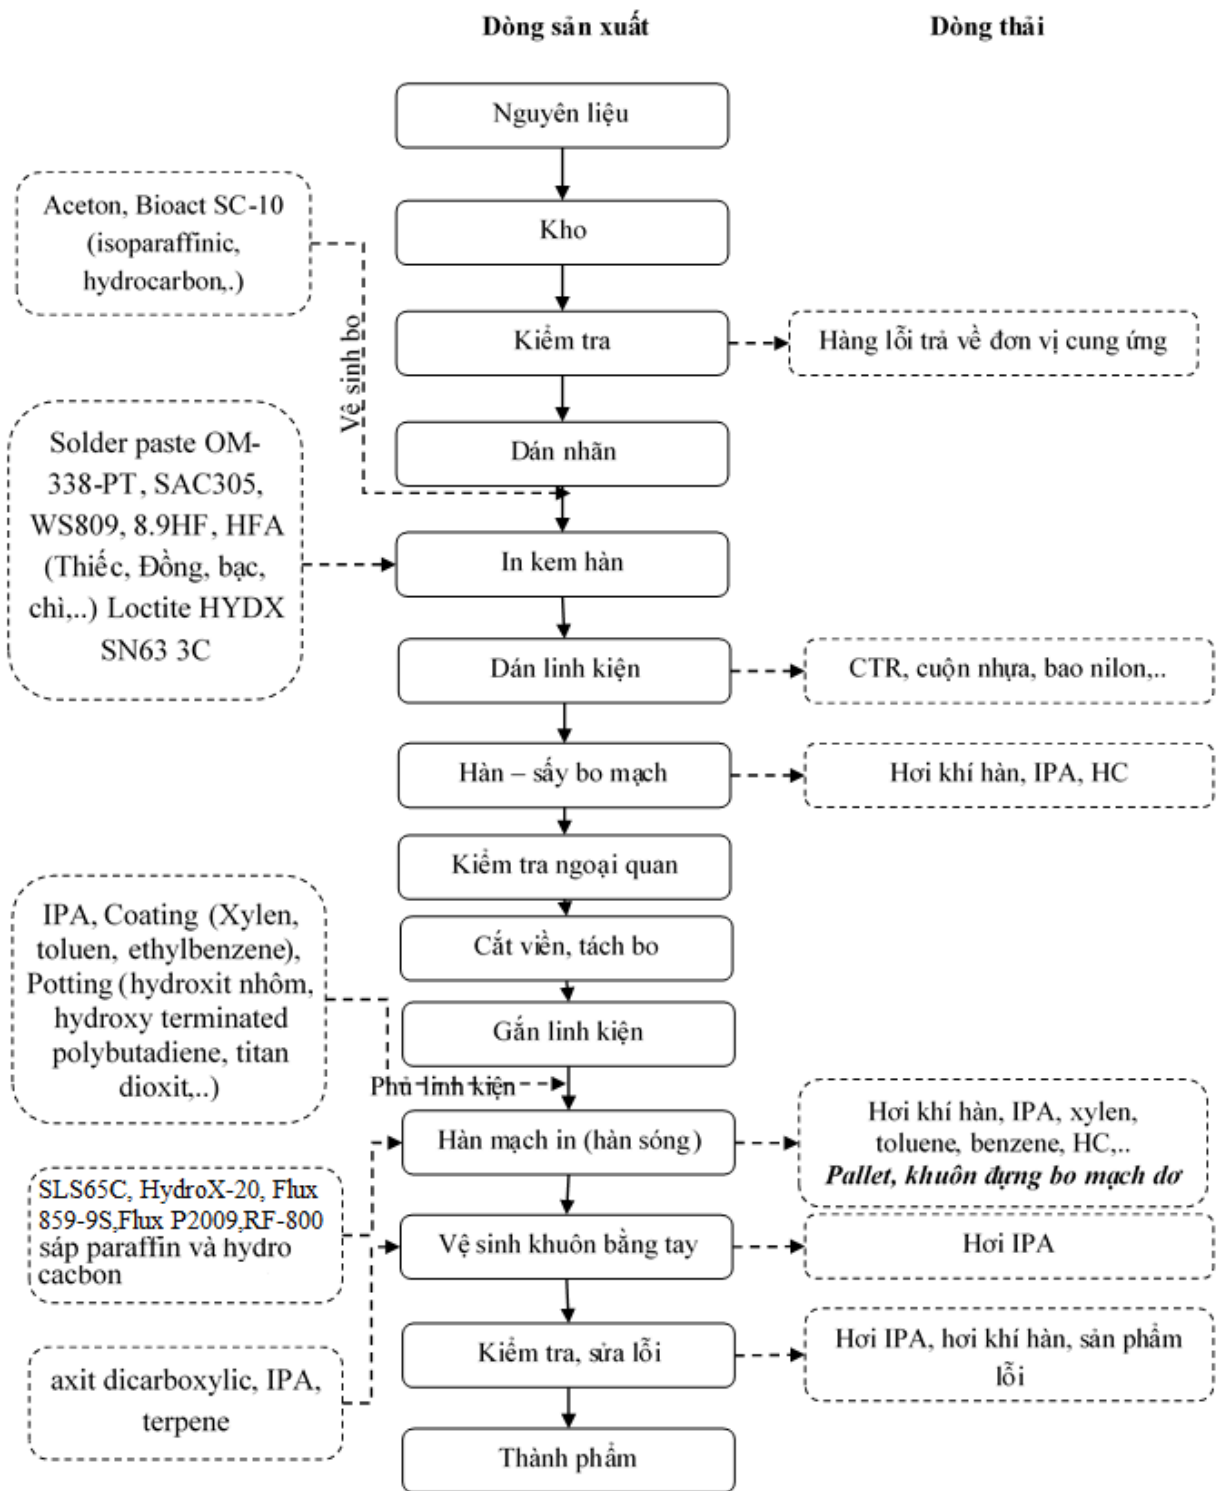 Dòng sản xuất
Dòng thải
Nguyên liệu
Aceton, Bioact SC-10
(isoparaffinic,
hydrocarbon,.)
Kho
Vệ sinh bo
Kiểm tra
Hàng lỗi trả về đơn vị cung ứng
Dán nhãn
Solder paste OM-
338-PT, SAC305,
WS809, 8.9HF, HFA
(Thiếc, Đồng, bạc,
chì,..) Loctite HYDX
SN63 3C
In kem hàn
Dán linh kiện
CTR, cuộn nhựa, bao nilon,..
Hàn – sấy bo mạch
Hơi khí hàn, IPA, HC
Kiểm tra ngoại quan
IPA, Coating (Xylen,
toluen, ethylbenzene),
Potting (hydroxit nhôm,
hydroxy terminated
polybutadiene, titan
dioxit,..)
Cắt viền, tách bo
Gắn linh kiện
Phủ linh kiện
Hàn mạch in (hàn sóng)
Hơi khí hàn, IPA, xylen,
toluene, benzene, HC,..
Pallet, khuôn đựng bo mạch dơ
SLS65C, HydroX-20, Flux
859-9S,Flux P2009,RF-800
sáp paraffin và hydro
cacbon
Vệ sinh khuôn bằng tay
Hơi IPA
Kiểm tra, sửa lỗi
Hơi IPA, hơi khí hàn, sản phẩm
lỗi
axit dicarboxylic, IPA,
terpene
Thành phẩm